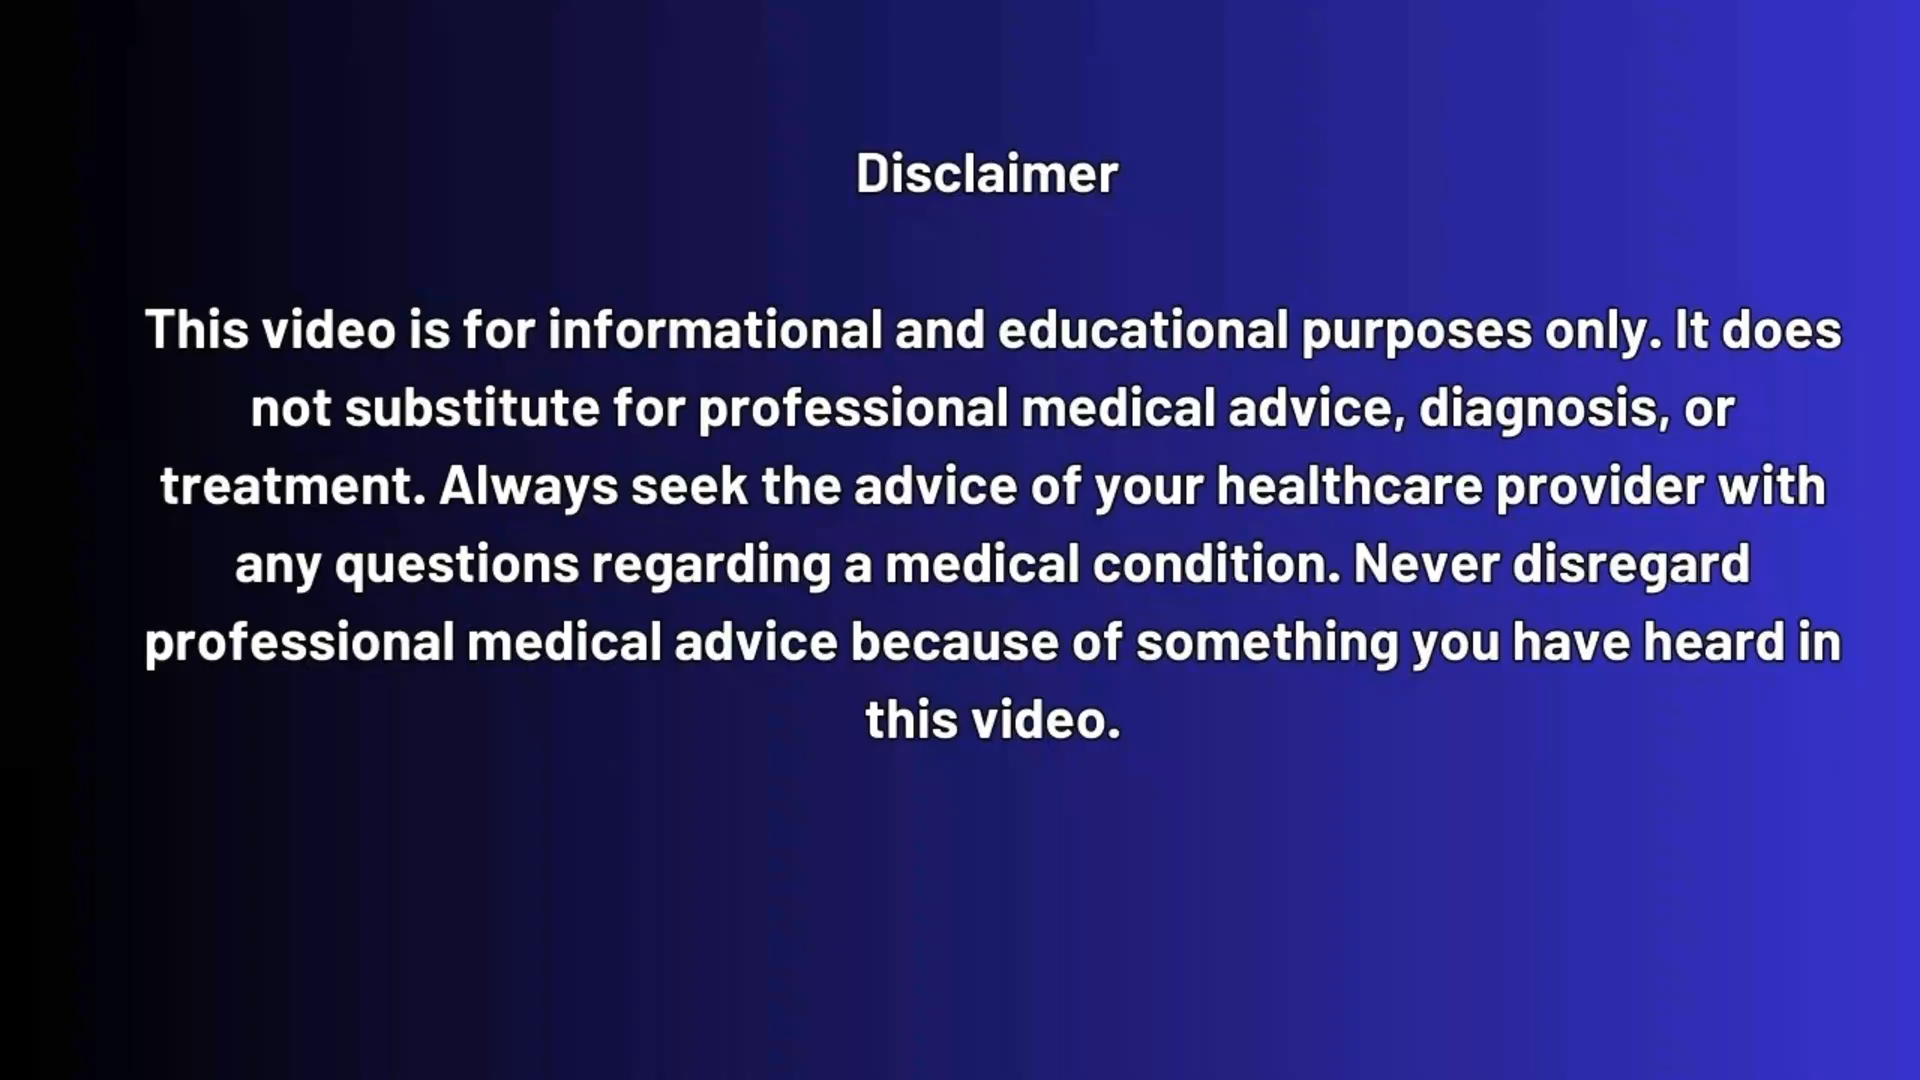 Disclaimer
This video is for informational and educational purposes only. It does
not substitute for professional medical advice, diagnosis, or
treatment. Always seek the advice of your healthcare provider with
any questions regarding a medical condition. Never disregard
professional medical advice because of something you have heard in
this video.